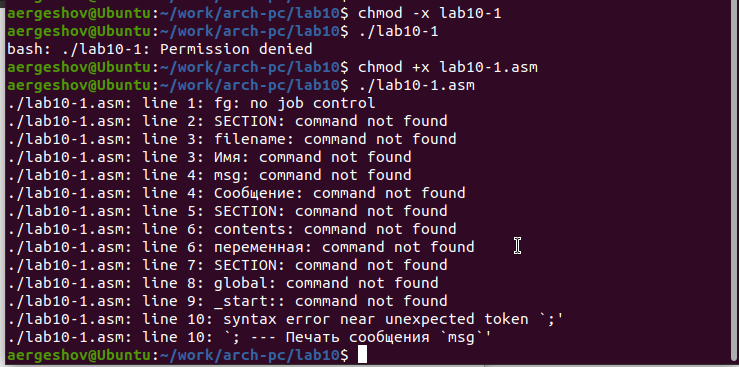 aergeshov@Ubuntu:~/work/arch-pc/lab10$ chmod -x lab10-1
aergeshov@Ubuntu:~/work/arch-pc/lab10$ ./lab10-1
bash: ./lab10-1: Permission denied
aergeshov@Ubuntu:~/work/arch-pc/lab10$ chmod +x lab10-1.asm
aergeshov@Ubuntu:~/work/arch-pc/lab10$ ./lab10-1.asm
./lab10-1.asm: line 1: fg: no job control
./lab10-1.asm: line 2: SECTION: command not found
./lab10-1.asm: line 3: filename: command not found
./lab10-1.asm: line 3: Имя: command not found
./lab10-1.asm: line 4: msg: command not found
./lab10-1.asm: line 4: Сообщение: command not found
./lab10-1.asm: line 5: SECTION: command not found
./lab10-1.asm: line 6: contents: command not found
./lab10-1.asm: line 6: переменная: command not found
./lab10-1.asm: line 7: SECTION: command not found
./lab10-1.asm: line 8: global: command not found
./lab10-1.asm: line 9: _start:: command not found
./lab10-1.asm: line 10: syntax error near unexpected token `;'
./lab10-1.asm: line 10: `; --- Печать сообщения `msg`'
aergeshov@Ubuntu:~/work/arch-pc/lab10$